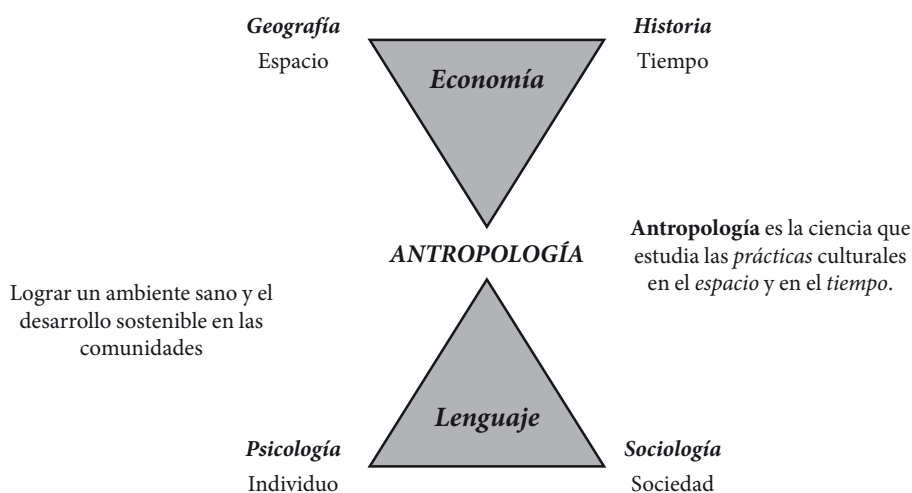 Geografía
Espacio
Historia
Tiempo
Economía
ANTROPOLOGÍA
Antropología es la ciencia que
estudia las prácticas culturales
en el espacio y en el tiempo.
Lograr un ambiente sano y el
desarrollo sostenible en las
comunidades
Lenguaje
Psicología
Individuo
Sociología
Sociedad